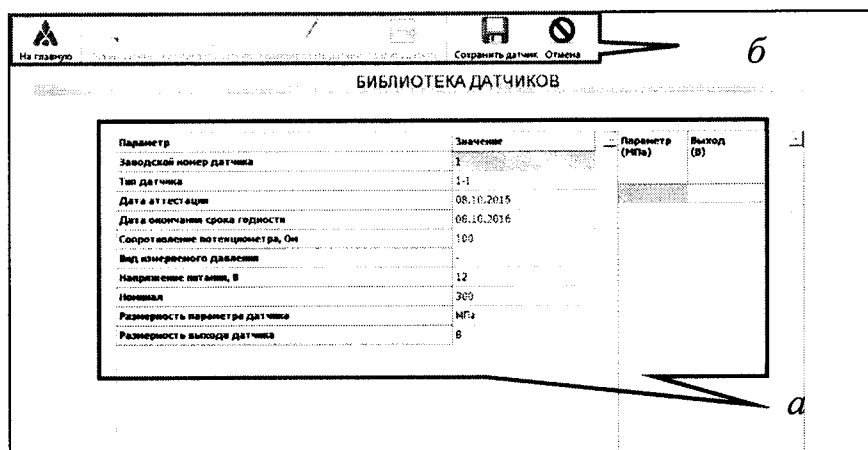 На главную
Сохранить датчик Отмена
б
БИБЛИОТЕКА ДАТЧИКОВ
Параметр Значение Параметр (МПа) Выход (В)
Заводской номер датчика 1
Тип датчика 1-1
Дата аттестации 08.10.2015
Дата окончания срока годности 08.10.2016
Сопротивление потенциометра, Ом 100
Вид измеряемого давления -
Напряжение питания, В 12
Номинал 300
Размерность параметра датчика МПа
Размерность выхода датчика В
а